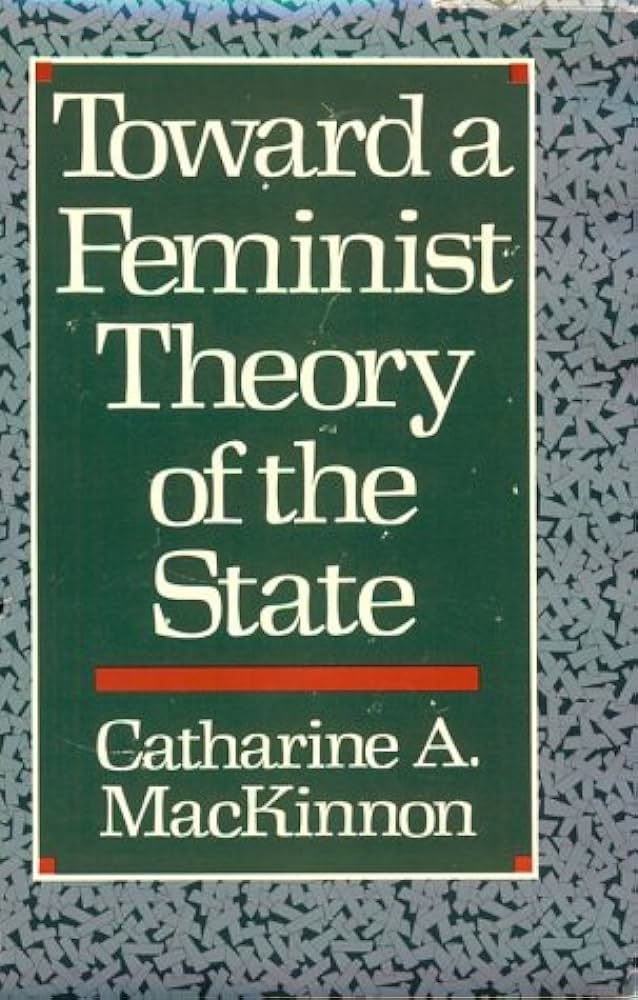 Toward a
Feminist
Theory
of the
State
Catharine A.
MacKinnon